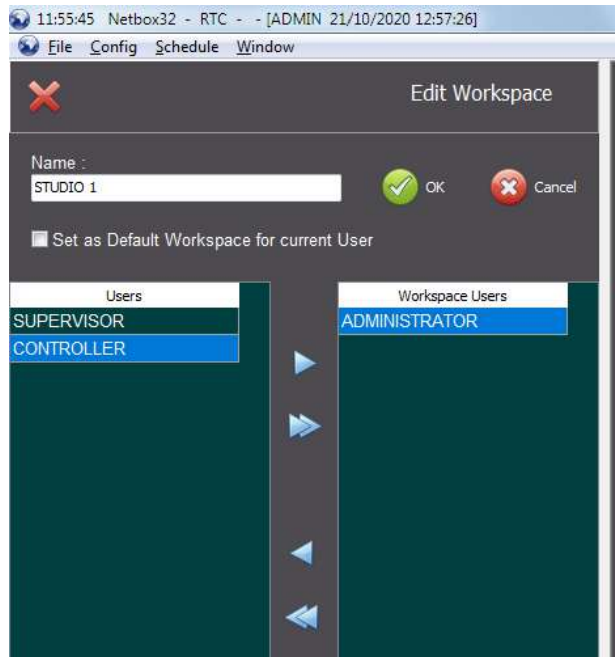 11:55:45 Netbox32 - RTC - - [ADMIN 21/10/2020 12:57:26]
File Config Schedule Window
Edit Workspace
Name :
STUDIO 1
OK Cancel
Set as Default Workspace for current User
Users Workspace Users
SUPERVISOR ADMINISTRATOR
CONTROLLER